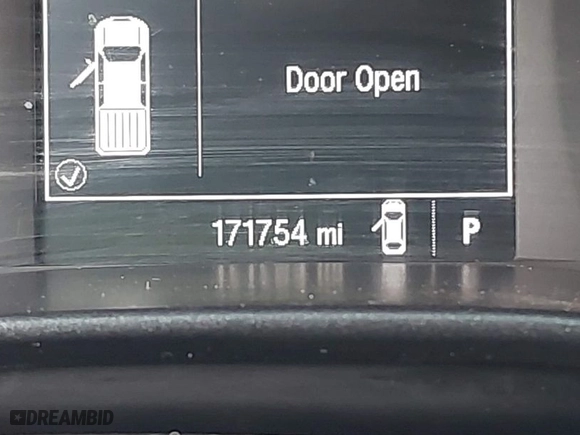 Door Open
171754 mi
P
DREAMBID